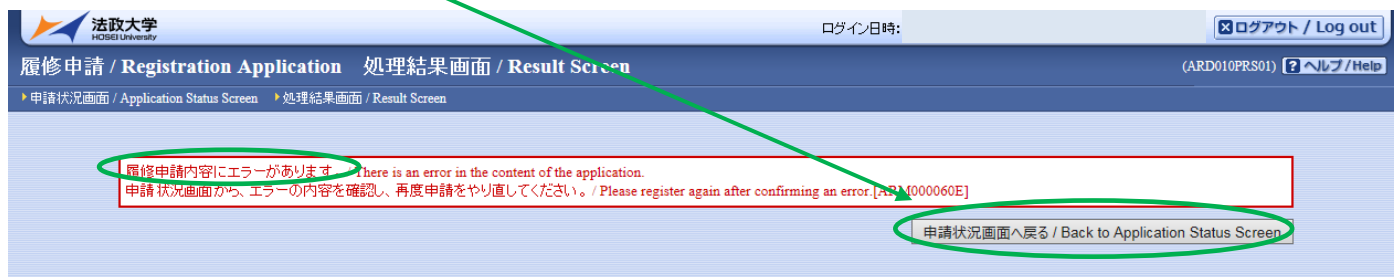 法政大学
HOSEI University
ログイン日時:
ログアウト / Log out
履修申請 / Registration Application 処理結果画面 / Result Screen
(ARD010PRS01) ? ヘルプ/Help
申請状況画面 / Application Status Screen 処理結果画面 / Result Screen
履修申請内容にエラーがあります。 / There is an error in the content of the application.
申請状況画面から、エラーの内容を確認し、再度申請をやり直してください。 / Please register again after confirming an error.[ARM000060E]
申請状況画面へ戻る / Back to Application Status Screen